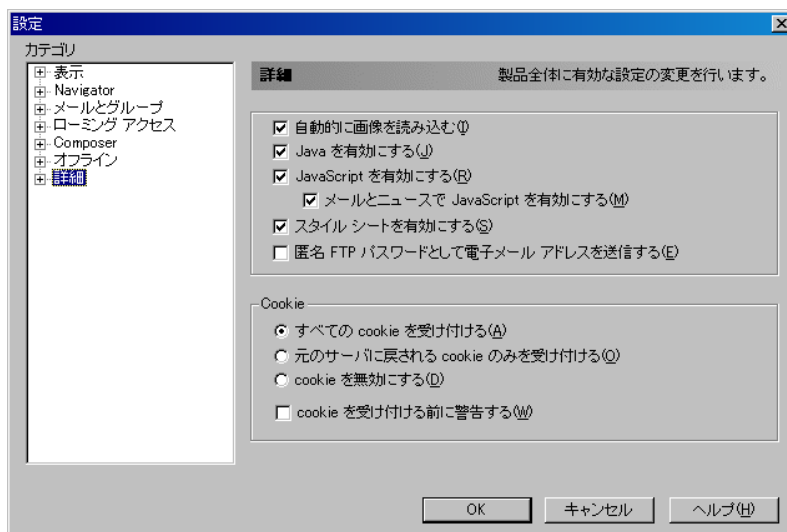 設定
カテゴリ
表示
Navigator
メールとグループ
ローミング アクセス
Composer
オフライン
詳細
詳細 製品全体に有効な設定の変更を行います。
自動的に画像を読み込む(I)
Java を有効にする(J)
JavaScript を有効にする(R)
メールとニュースで JavaScript を有効にする(M)
スタイル シートを有効にする(S)
匿名 FTP パスワードとして電子メール アドレスを送信する(E)
Cookie
すべての cookie を受け付ける(A)
元のサーバに戻される cookie のみを受け付ける(O)
cookie を無効にする(D)
cookie を受け付ける前に警告する(W)
OK キャンセル ヘルプ(H)